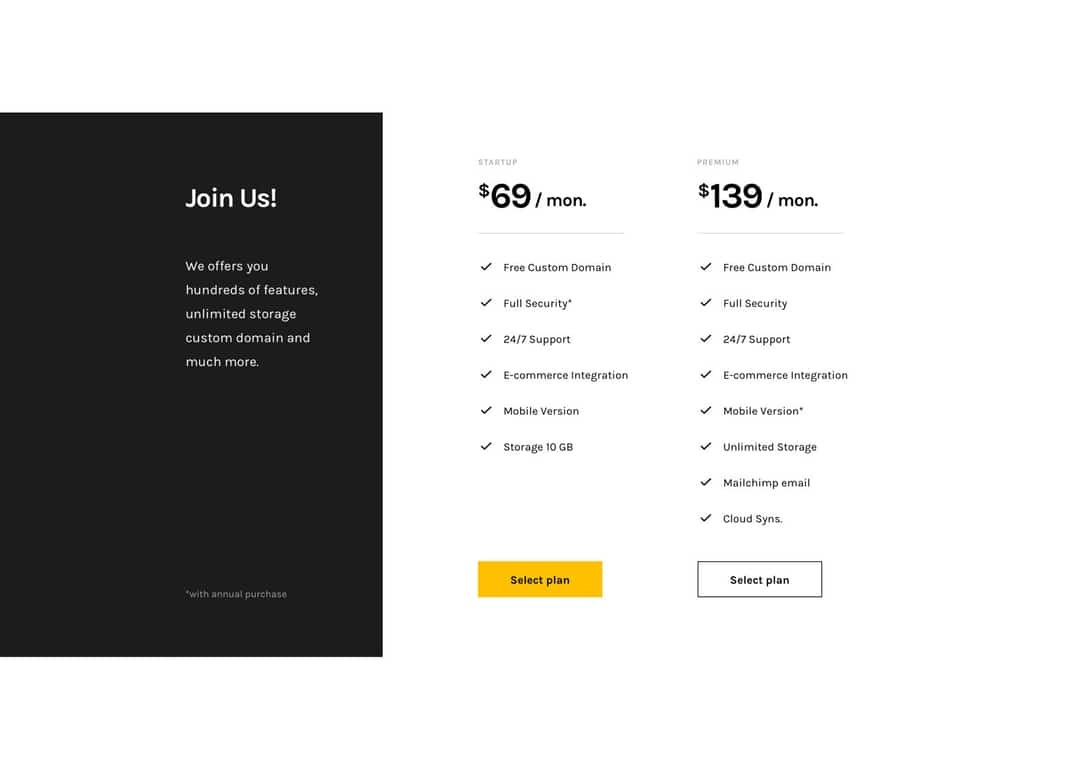 Join Us!
We offers you
hundreds of features,
unlimited storage
custom domain and
much more.
*with annual purchase
STARTUP
$69 / mon.
Free Custom Domain
Full Security*
24/7 Support
E-commerce Integration
Mobile Version
Storage 10 GB
Select plan
PREMIUM
$139 / mon.
Free Custom Domain
Full Security
24/7 Support
E-commerce Integration
Mobile Version*
Unlimited Storage
Mailchimp email
Cloud Syns.
Select plan